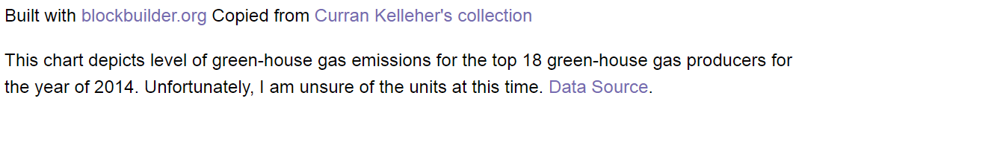 Built with blockbuilder.org Copied from Curran Kelleher's collection
This chart depicts level of green-house gas emissions for the top 18 green-house gas producers for
the year of 2014. Unfortunately, I am unsure of the units at this time. Data Source.